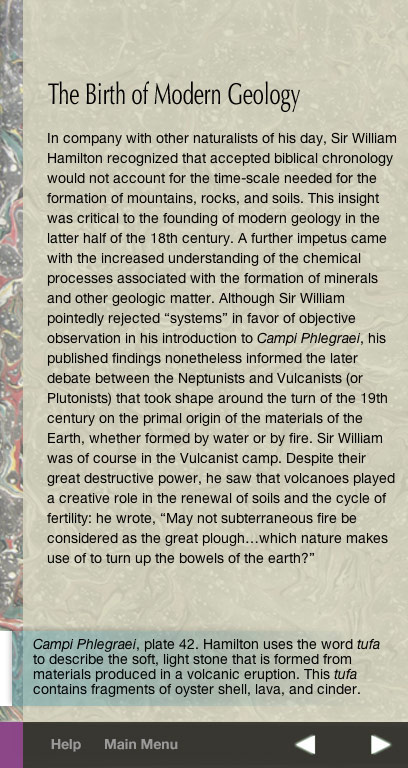 The Birth of Modern Geology
In company with other naturalists of his day, Sir William
Hamilton recognized that accepted biblical chronology
would not account for the time-scale needed for the
formation of mountains, rocks, and soils. This insight
was critical to the founding of modern geology in the
latter half of the 18th century. A further impetus came
with the increased understanding of the chemical
processes associated with the formation of minerals
and other geologic matter. Although Sir William
pointedly rejected “systems” in favor of objective
observation in his introduction to Campi Phlegraei, his
published findings nonetheless informed the later
debate between the Neptunists and Vulcanists (or
Plutonists) that took shape around the turn of the 19th
century on the primal origin of the materials of the
Earth, whether formed by water or by fire. Sir William
was of course in the Vulcanist camp. Despite their
great destructive power, he saw that volcanoes played
a creative role in the renewal of soils and the cycle of
fertility: he wrote, “May not subterraneous fire be
considered as the great plough…which nature makes
use of to turn up the bowels of the earth?”
Campi Phlegraei, plate 42. Hamilton uses the word tufa
to describe the soft, light stone that is formed from
materials produced in a volcanic eruption. This tufa
contains fragments of oyster shell, lava, and cinder.
Help Main Menu